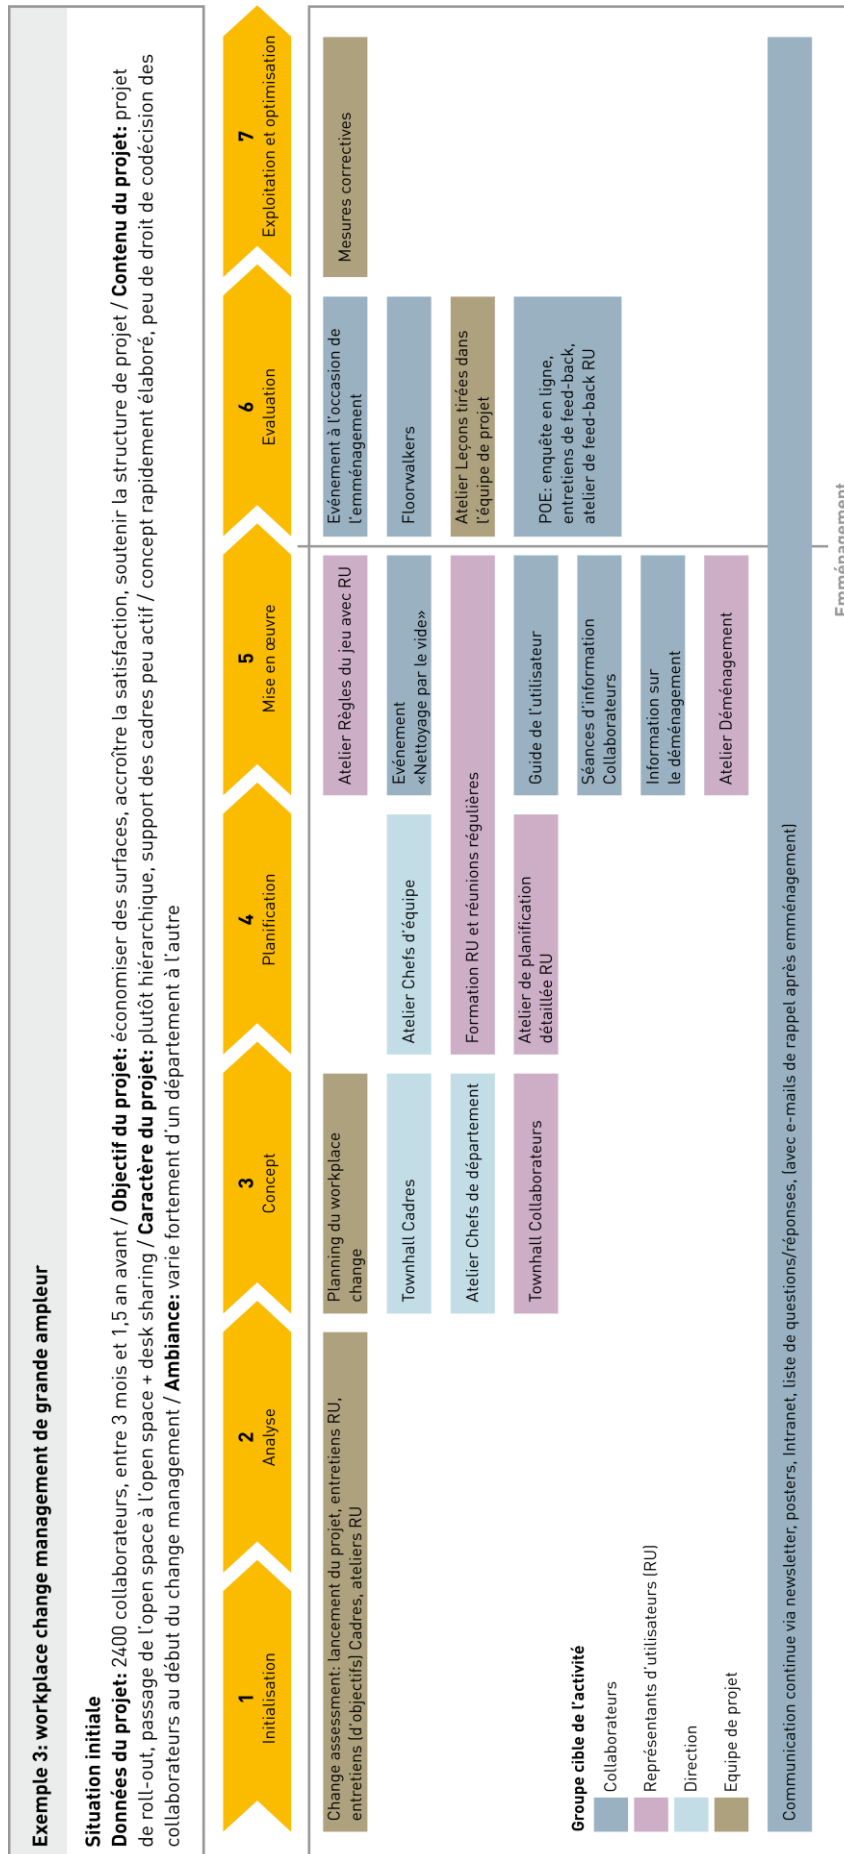 Exemple 3: workplace change management de grande ampleur
Situation initiale
Données du projet: 2400 collaborateurs, entre 3 mois et 1,5 an avant / Objectif du projet: économiser des surfaces, accroître la satisfaction, soutenir la structure de projet / Contenu du projet: projet
de roll-out, passage de l'open space à l'open space + desk sharing / Caractère du projet: plutôt hiérarchique, support des cadres peu actif / concept rapidement élaboré, peu de droit de codécision des
collaborateurs au début du change management / Ambiance: varie fortement d'un département à l'autre
1
Initialisation
2
Analyse
3
Concept
4
Planification
5
Mise en œuvre
6
Evaluation
7
Exploitation et optimisation
Change assessment: lancement du projet, entretiens RU,
entretiens (d'objectifs) Cadres, ateliers RU
Planning du workplace
change
Townhall Cadres
Atelier Chefs de département
Townhall Collaborateurs
Atelier Chefs d'équipe
Formation RU et réunions régulières
Atelier de planification
détaillée RU
Atelier Règles du jeu avec RU
Evénement
«Nettoyage par le vide»
Guide de l'utilisateur
Séances d'information
Collaborateurs
Information sur
le déménagement
Atelier Déménagement
Evénement à l'occasion de
l'emménagement
Floorwalkers
Atelier Leçons tirées dans
l'équipe de projet
POE: enquête en ligne,
entretiens de feed-back,
atelier de feed-back RU
Mesures correctives
Groupe cible de l'activité
Collaborateurs
Représentants d'utilisateurs (RU)
Direction
Equipe de projet
Communication continue via newsletter, posters, Intranet, liste de questions/réponses, (avec e-mails de rappel après emménagement)
Emménagement